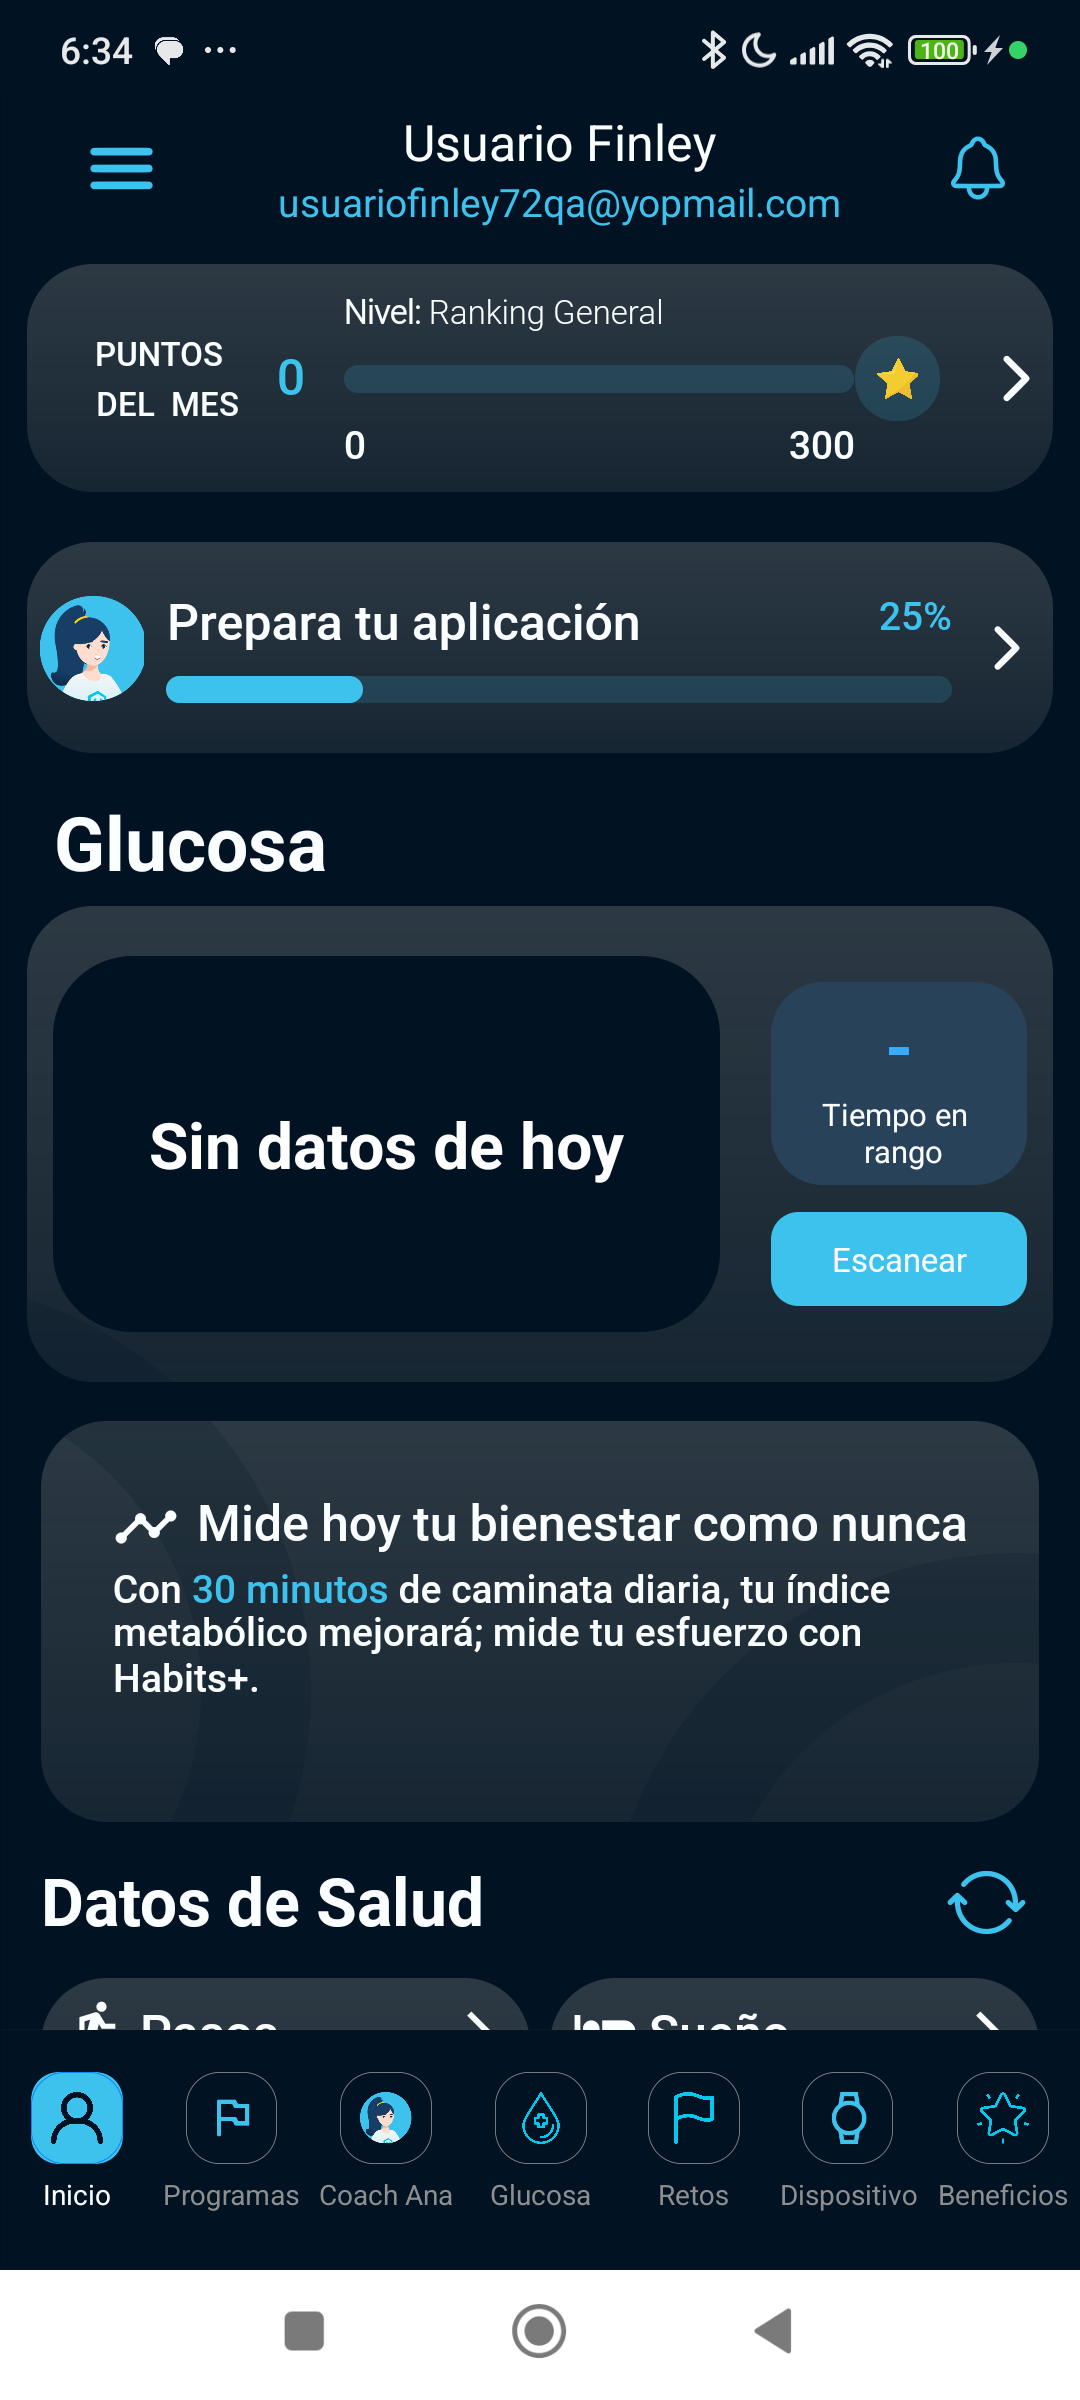 6:34
100
Usuario Finley
usuariofinley72qa@yopmail.com
Nivel: Ranking General
PUNTOS
DEL MES
0
0
300
Prepara tu aplicación
25%
Glucosa
Sin datos de hoy
-
Tiempo en
rango
Escanear
Mide hoy tu bienestar como nunca
Con 30 minutos de caminata diaria, tu índice
metabólico mejorará; mide tu esfuerzo con
Habits+.
Datos de Salud
Pasos
Sueño
Inicio
Programas
Coach Ana
Glucosa
Retos
Dispositivo
Beneficios